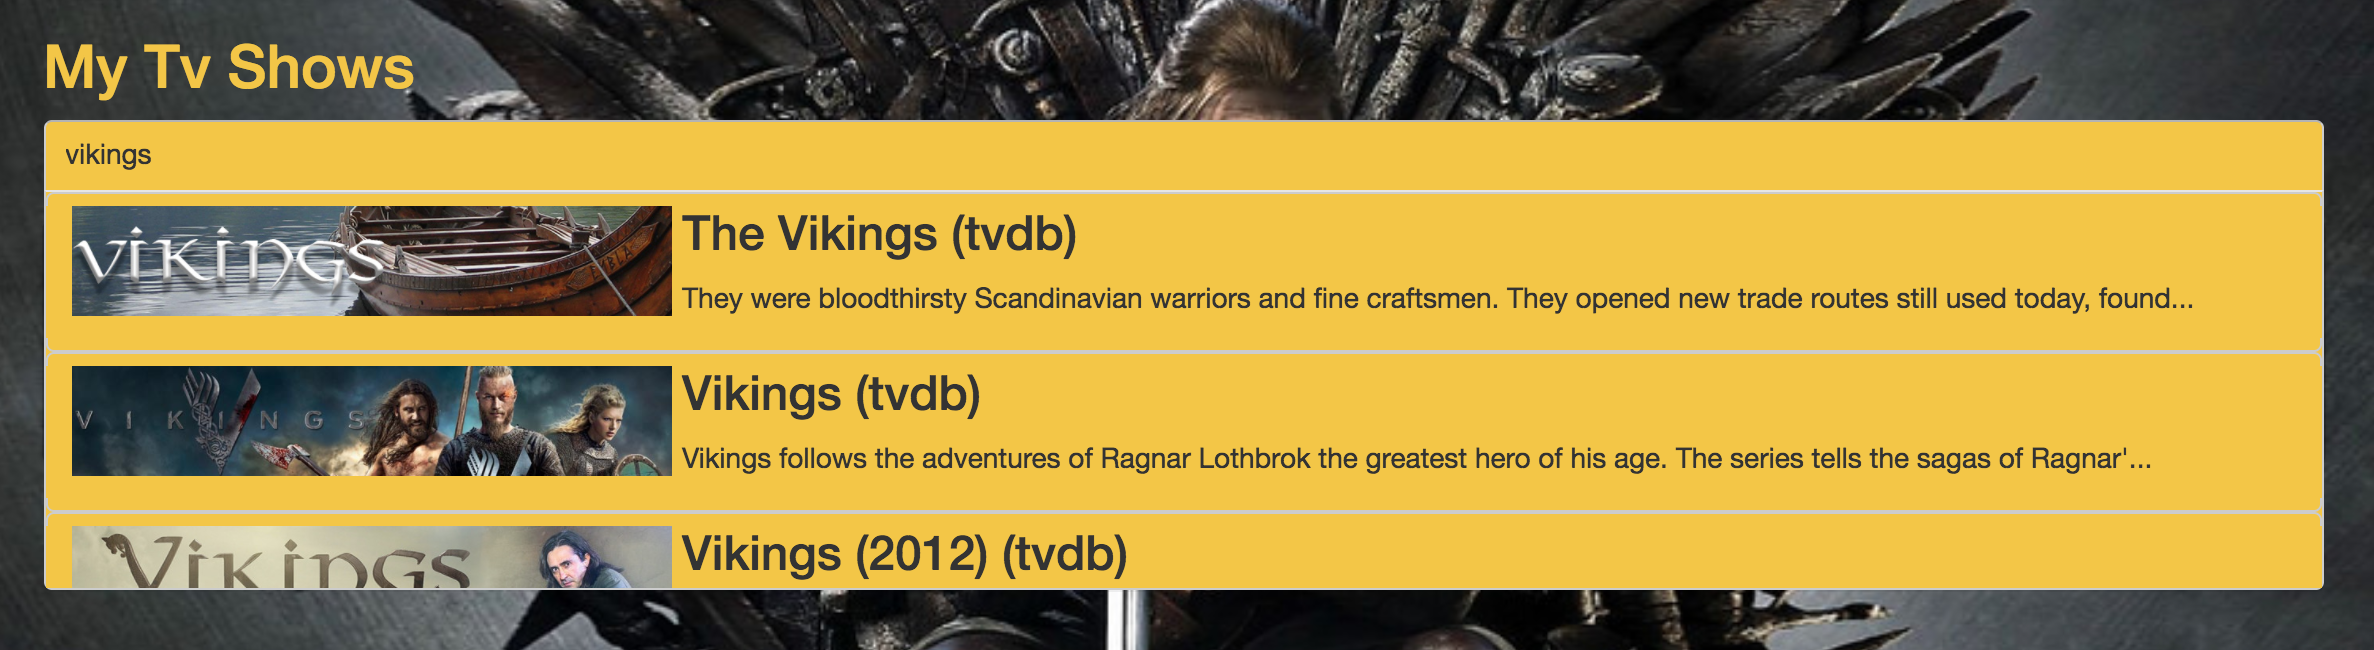 My Tv Shows
vikings
VIKINGS
EMBLA
The Vikings (tvdb)
They were bloodthirsty Scandinavian warriors and fine craftsmen. They opened new trade routes still used today, found...
VIKINGS
Vikings (tvdb)
Vikings follows the adventures of Ragnar Lothbrok the greatest hero of his age. The series tells the sagas of Ragnar'...
VIKINGS
Vikings (2012) (tvdb)